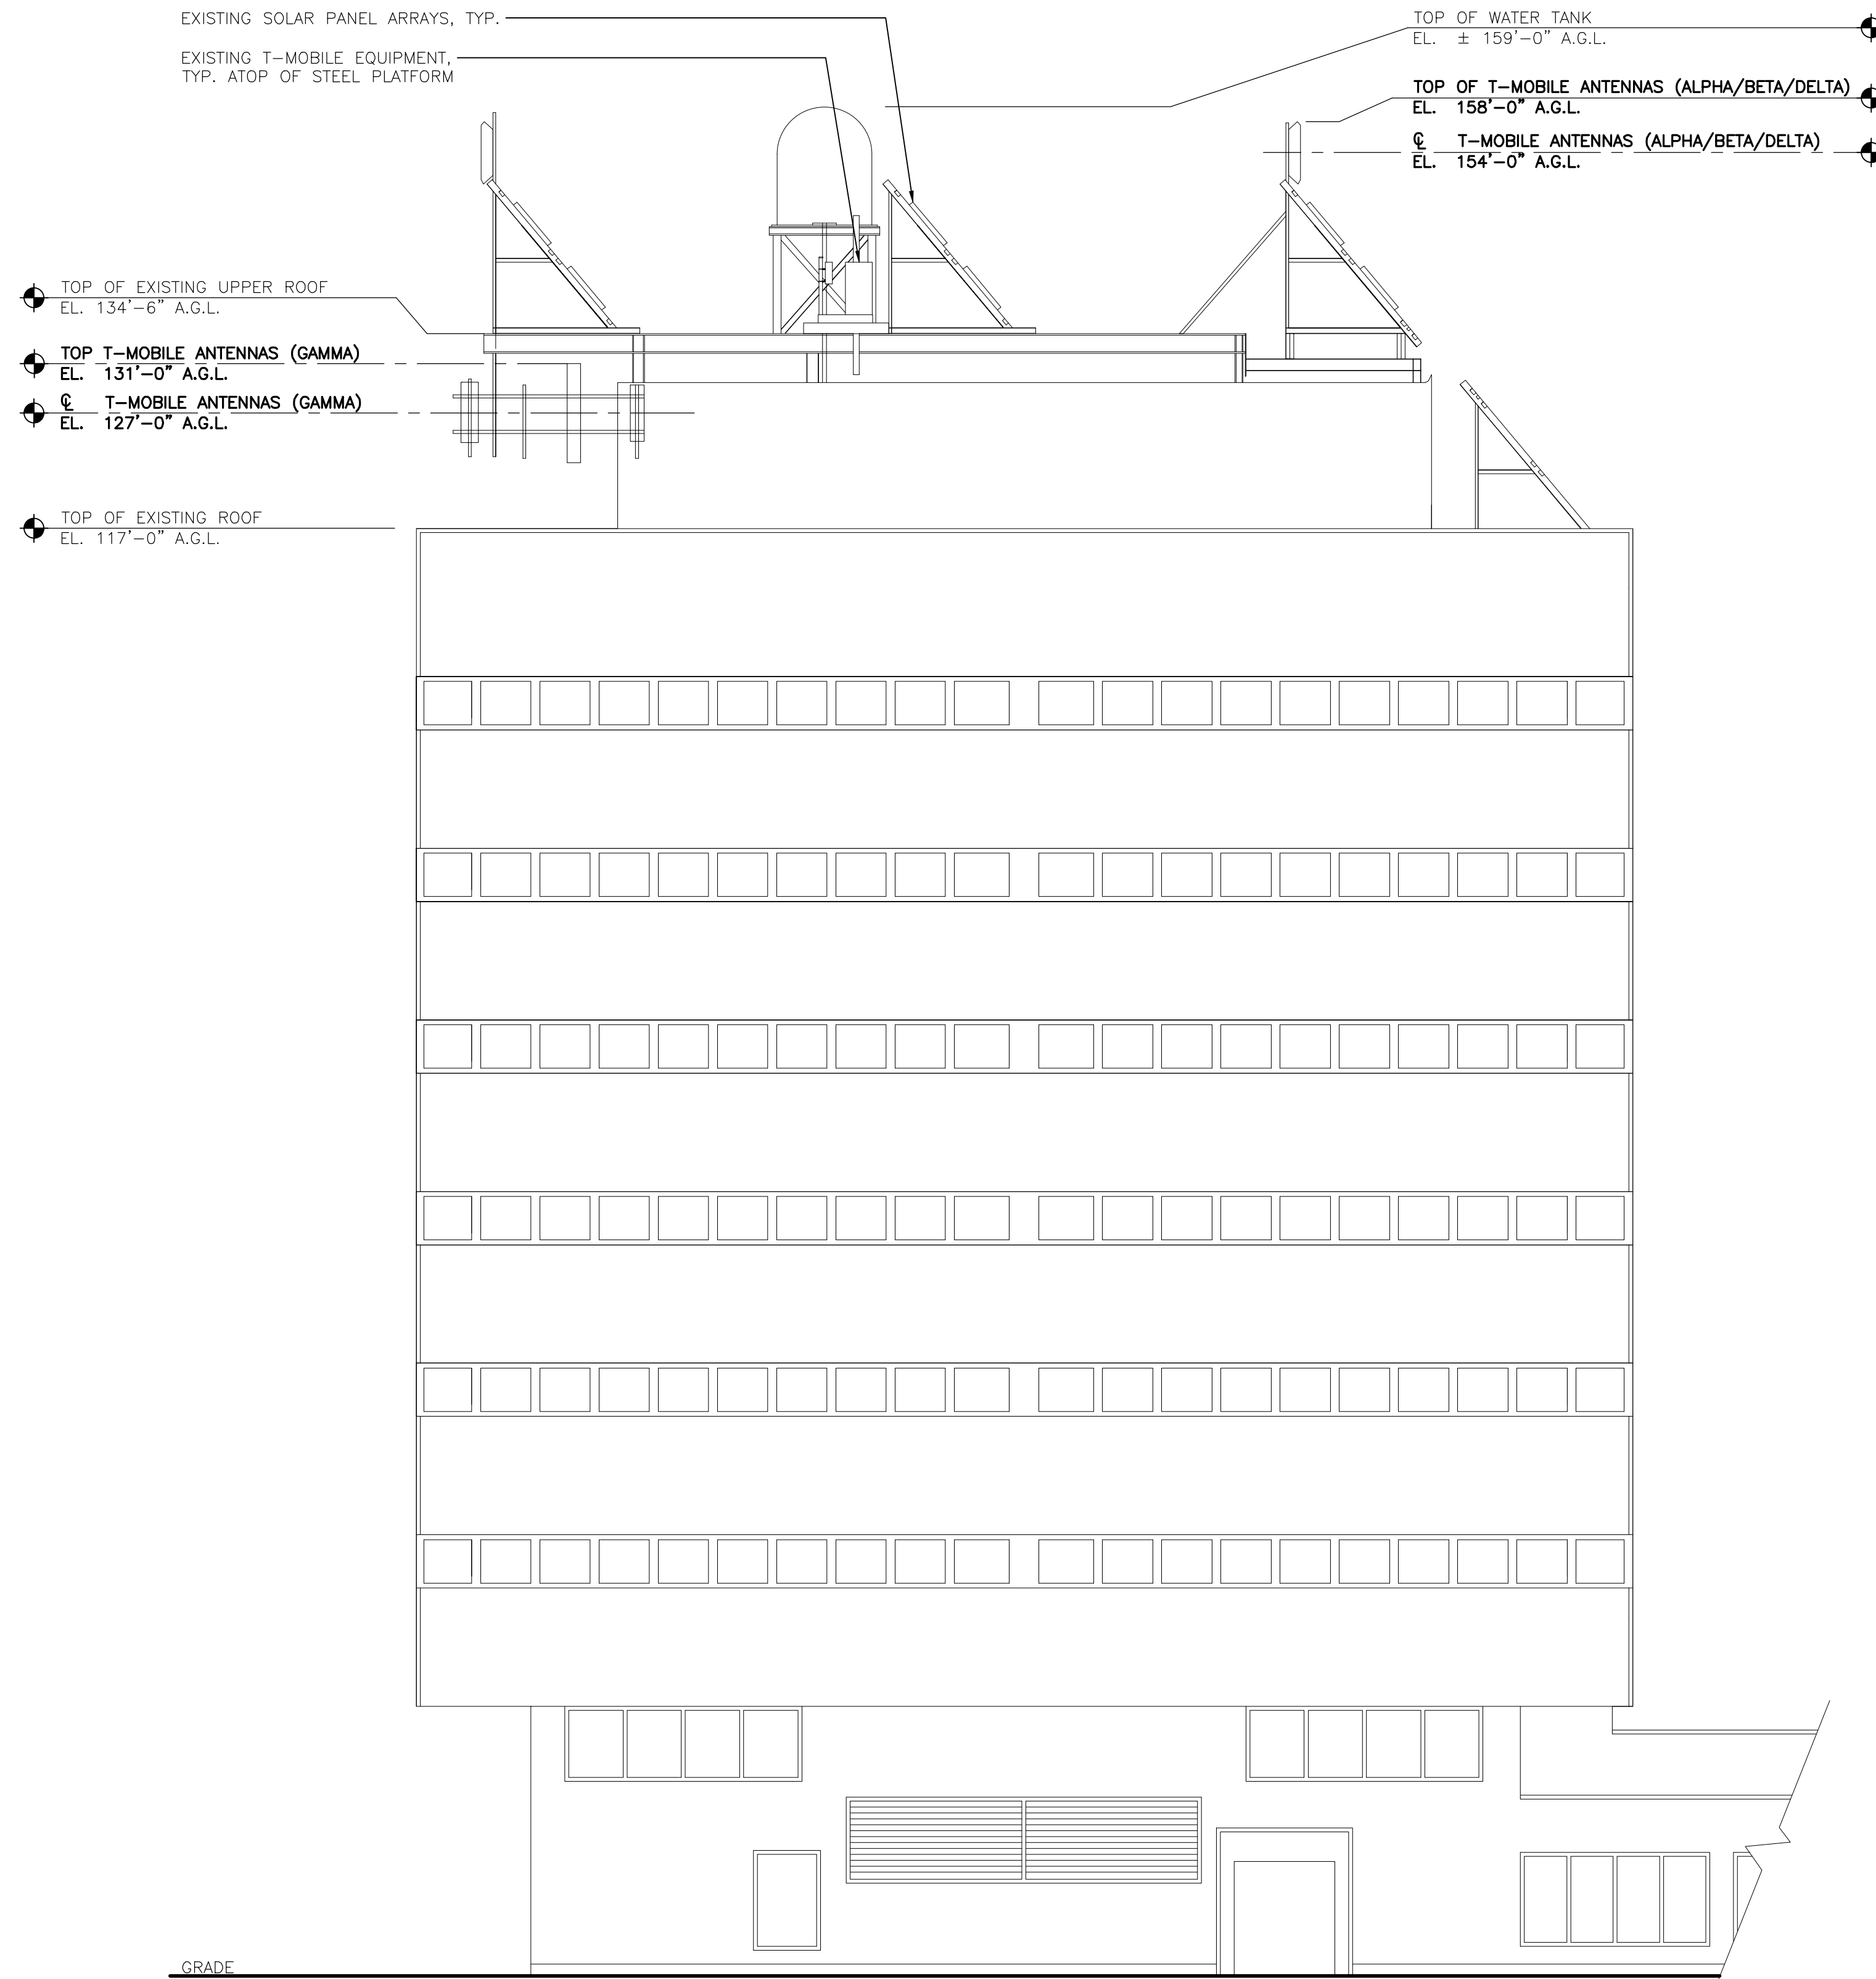 EXISTING SOLAR PANEL ARRAYS, TYP.
EXISTING T-MOBILE EQUIPMENT,
TYP. ATOP OF STEEL PLATFORM
TOP OF WATER TANK
EL. ± 159'-0" A.G.L.
TOP OF T-MOBILE ANTENNAS (ALPHA/BETA/DELTA)
EL. 158'-0" A.G.L.
℄ T-MOBILE ANTENNAS (ALPHA/BETA/DELTA)
EL. 154'-0" A.G.L.
TOP OF EXISTING UPPER ROOF
EL. 134'-6" A.G.L.
TOP T-MOBILE ANTENNAS (GAMMA)
EL. 131'-0" A.G.L.
℄ T-MOBILE ANTENNAS (GAMMA)
EL. 127'-0" A.G.L.
TOP OF EXISTING ROOF
EL. 117'-0" A.G.L.
GRADE